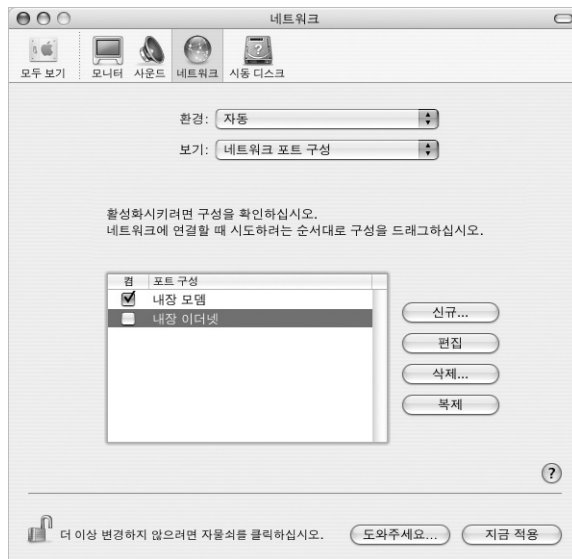 네트워크
모두 보기 모니터 사운드 네트워크 시동 디스크
환경: 자동
보기: 네트워크 포트 구성
활성화시키려면 구성을 확인하십시오.
네트워크에 연결할 때 시도하려는 순서대로 구성을 드래그하십시오.
켬 포트 구성
내장 모뎀
내장 이더넷
신규...
편집
삭제...
복제
?
더 이상 변경하지 않으려면 자물쇠를 클릭하십시오. 도와주세요... 지금 적용